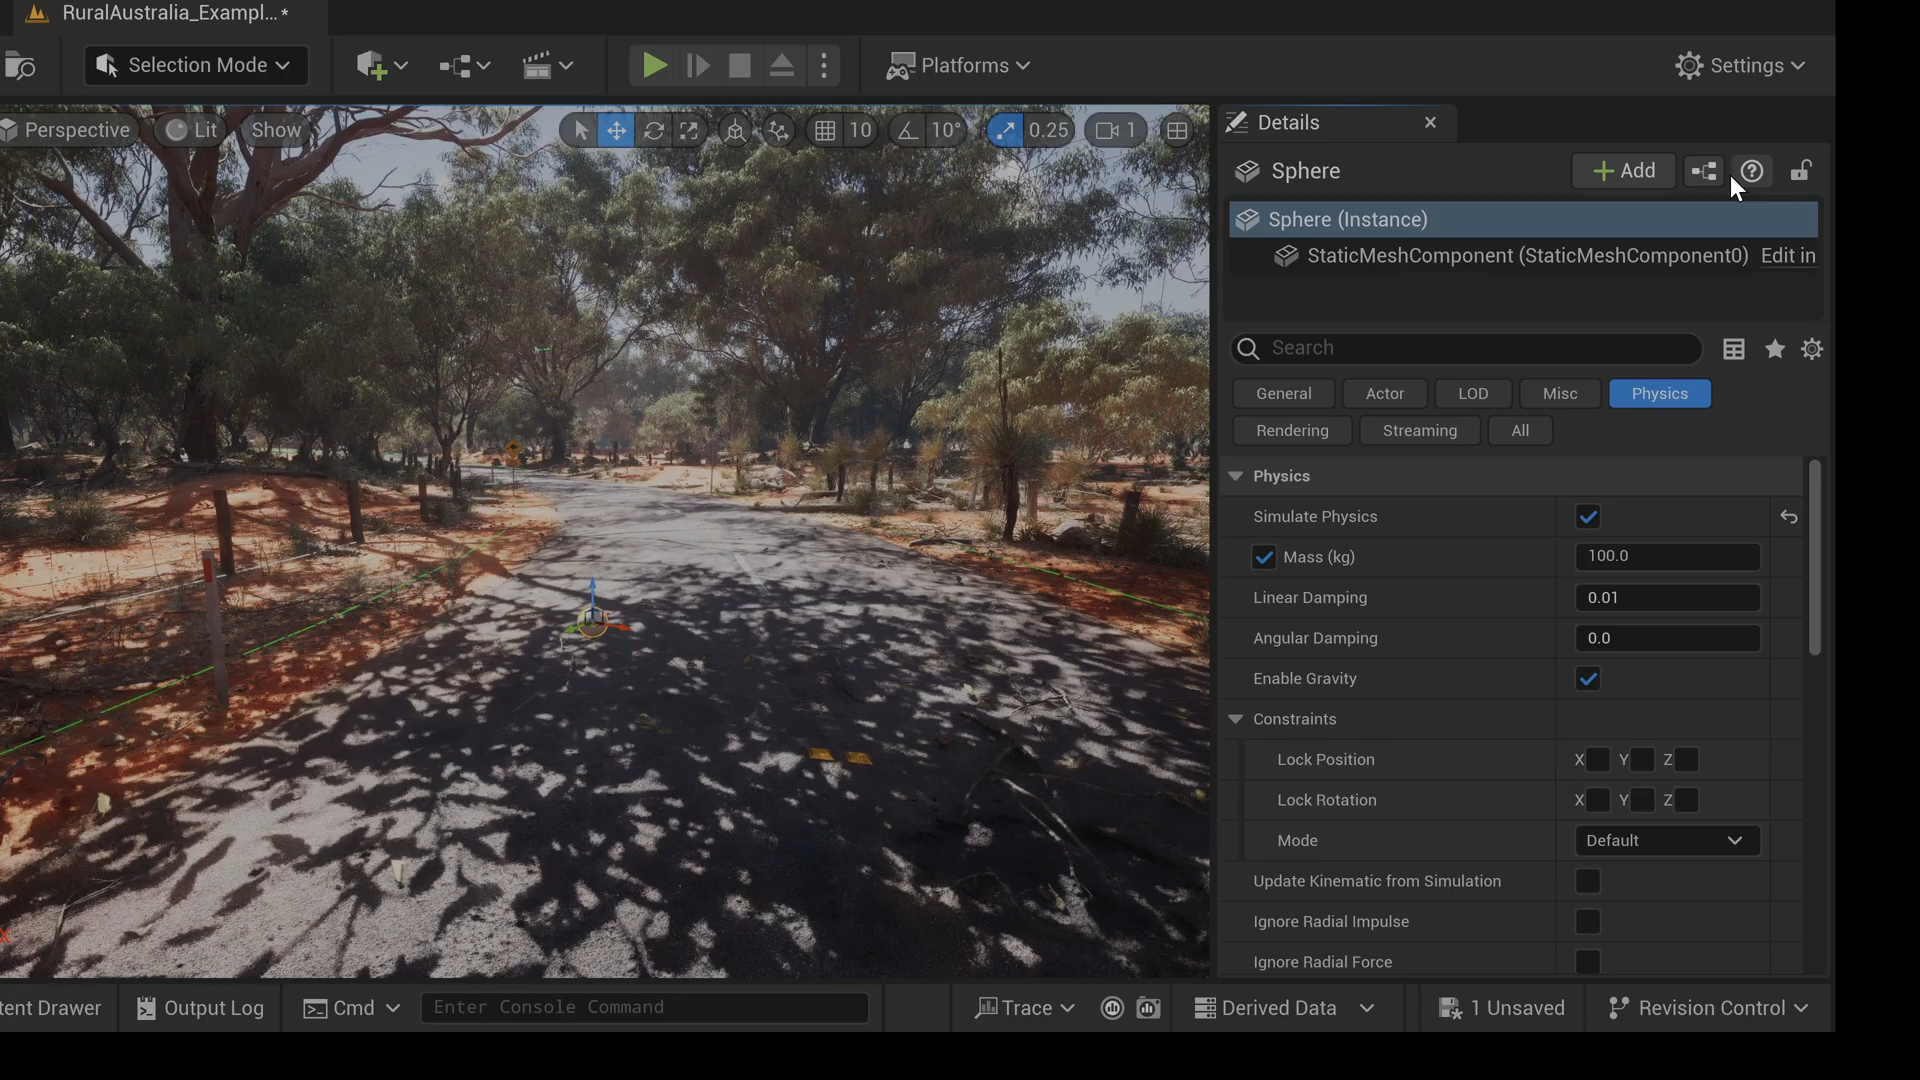 RuralAustralia_Exampl...*
Selection Mode
Platforms
Settings
Perspective
Lit
Show
10
10°
0.25
1
Details
Sphere
Add
Sphere (Instance)
StaticMeshComponent (StaticMeshComponent0) Edit in
Search
General
Actor
LOD
Misc
Physics
Rendering
Streaming
All
Physics
Simulate Physics
Mass (kg)
100.0
Linear Damping
0.01
Angular Damping
0.0
Enable Gravity
Constraints
Lock Position
X Y Z
Lock Rotation
X Y Z
Mode
Default
Update Kinematic from Simulation
Ignore Radial Impulse
Ignore Radial Force
X
tent Drawer
Output Log
Cmd
Enter Console Command
Trace
Derived Data
1 Unsaved
Revision Control